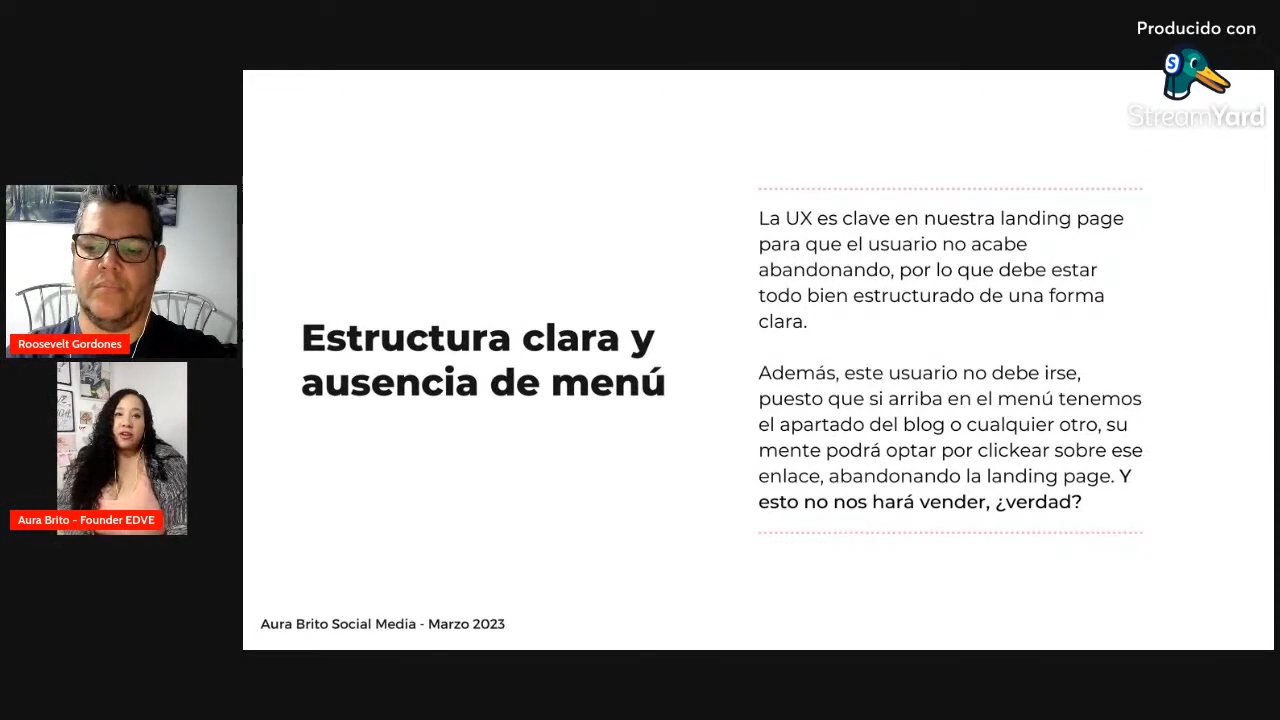 Producido con
StreamYard
Roosevelt Gordones
Aura Brito - Founder EDVE
Estructura clara y
ausencia de menú
La UX es clave en nuestra landing page
para que el usuario no acabe
abandonando, por lo que debe estar
todo bien estructurado de una forma
clara.
Además, este usuario no debe irse,
puesto que si arriba en el menú tenemos
el apartado del blog o cualquier otro, su
mente podrá optar por clickear sobre ese
enlace, abandonando la landing page. Y
esto no nos hará vender, ¿verdad?
Aura Brito Social Media - Marzo 2023